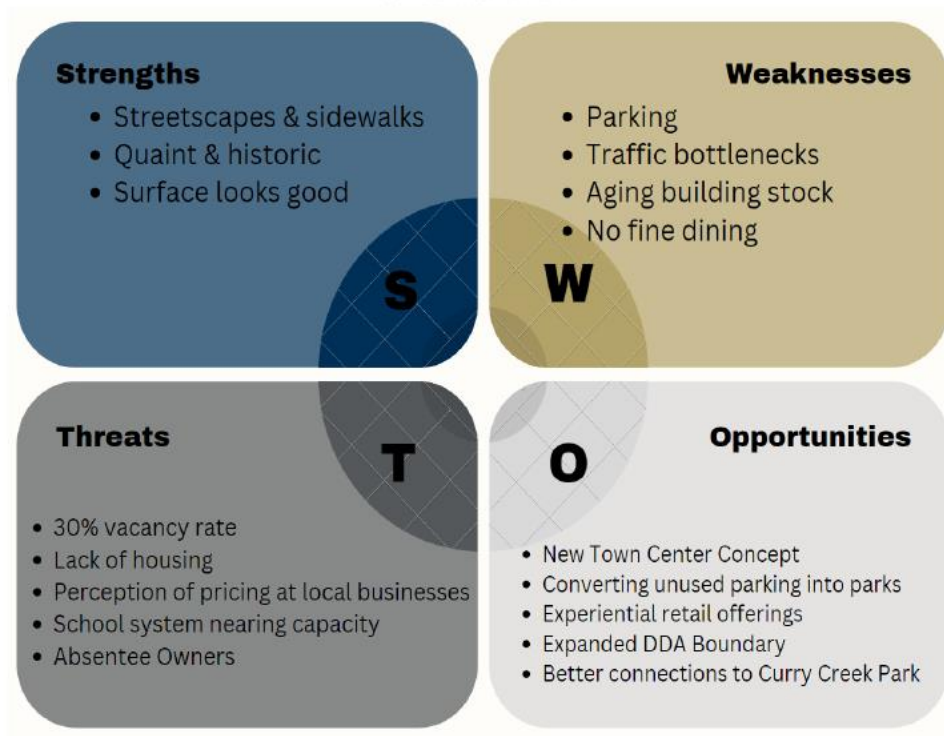 Strengths
• Streetscapes & sidewalks
• Quaint & historic
• Surface looks good
S
Weaknesses
• Parking
• Traffic bottlenecks
• Aging building stock
• No fine dining
W
Threats
T
• 30% vacancy rate
• Lack of housing
• Perception of pricing at local businesses
• School system nearing capacity
• Absentee Owners
Opportunities
O
• New Town Center Concept
• Converting unused parking into parks
• Experiential retail offerings
• Expanded DDA Boundary
• Better connections to Curry Creek Park